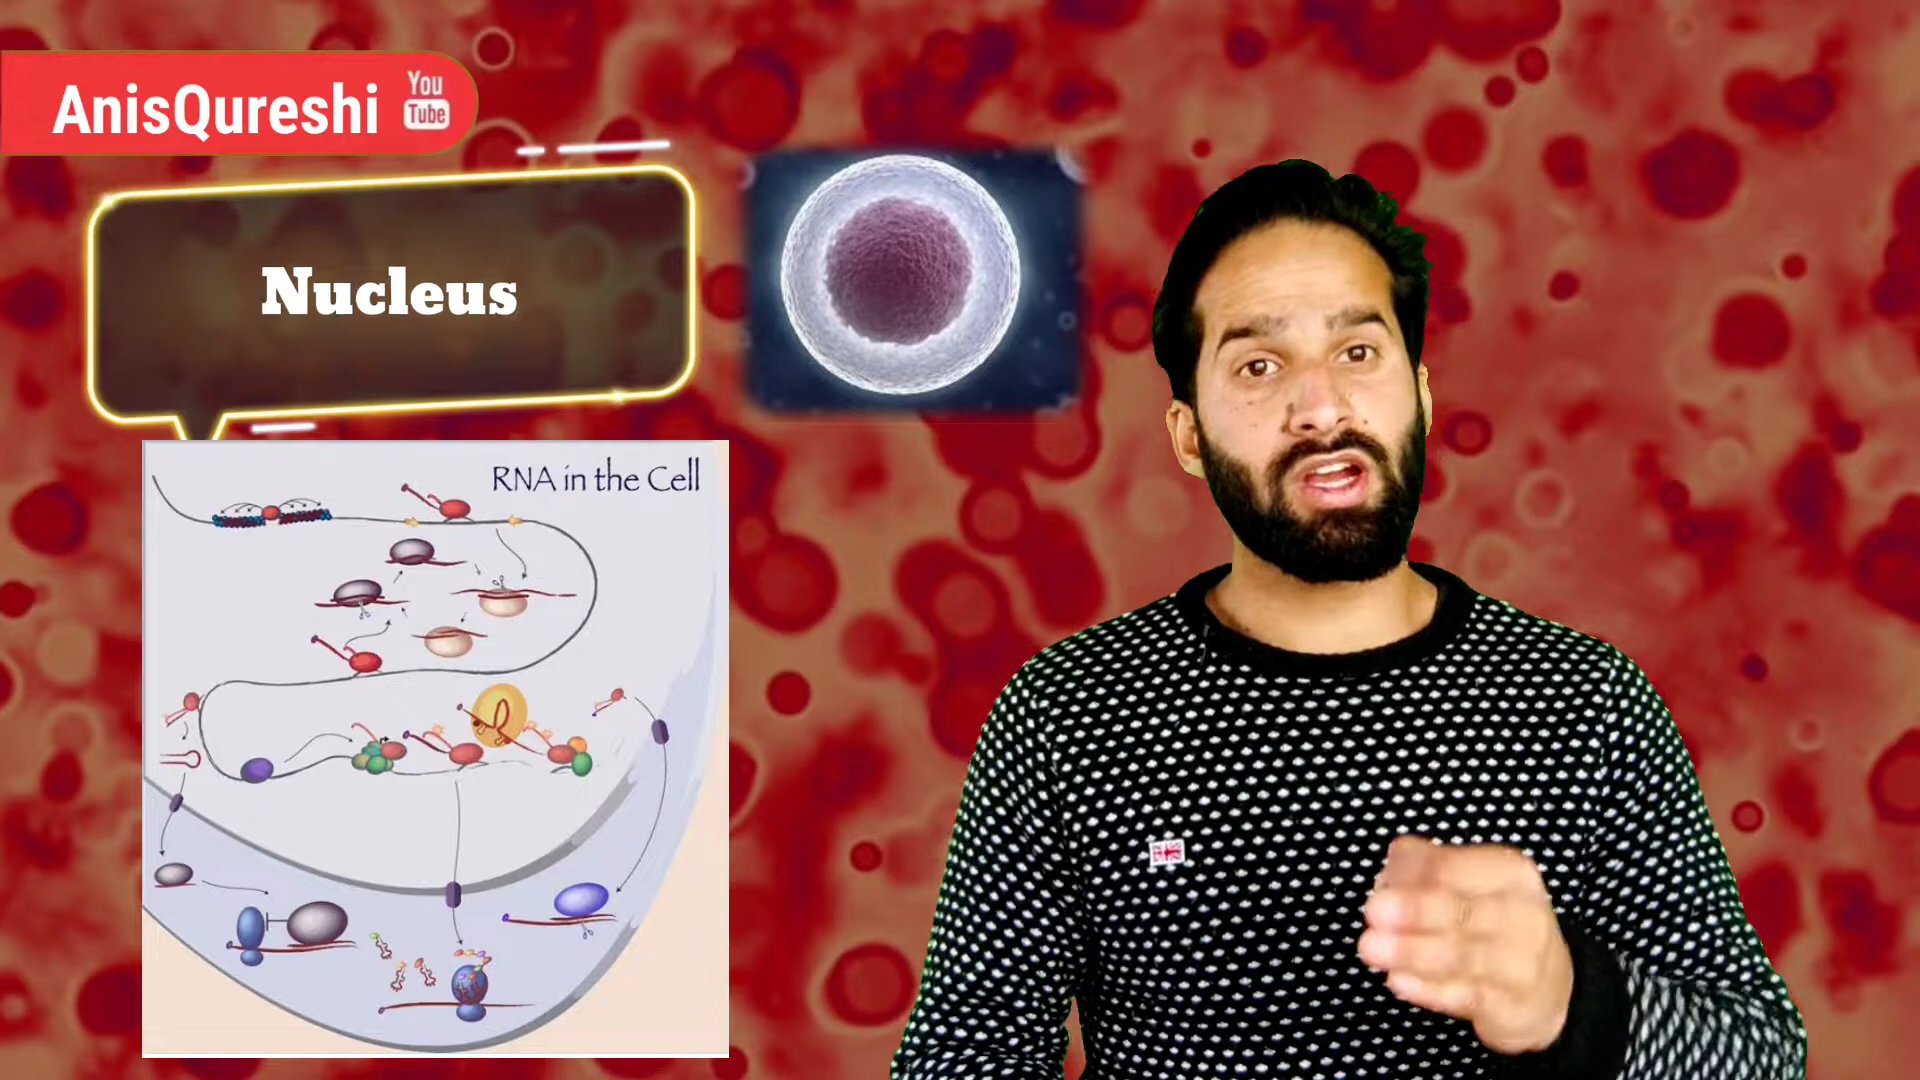 AnisQureshi
You
Tube
Nucleus
RNA in the Cell